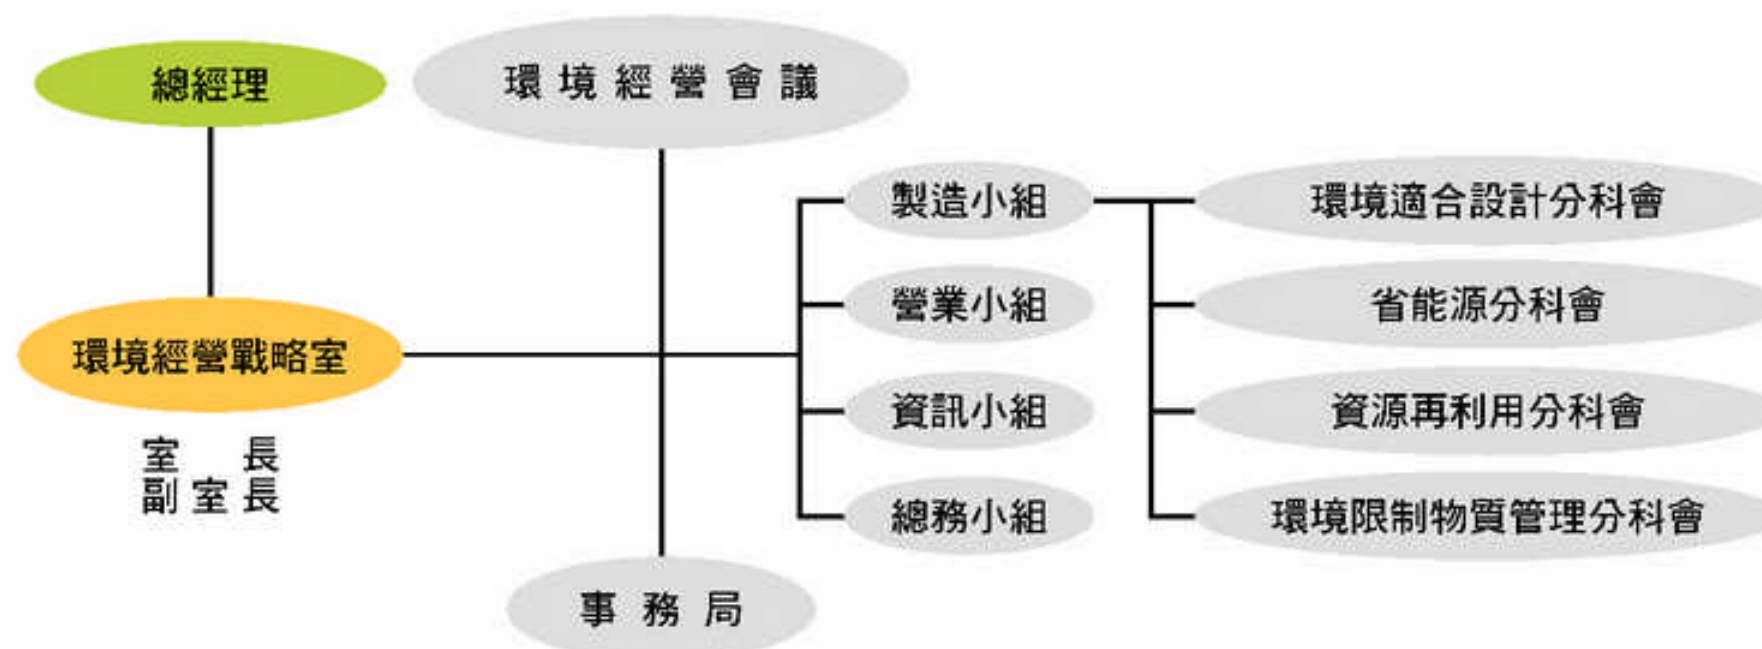 總經理
環境經營會議
環境經營戰略室
室長
副室長
事務局
製造小組
營業小組
資訊小組
總務小組
環境適合設計分科會
省能源分科會
資源再利用分科會
環境限制物質管理分科會